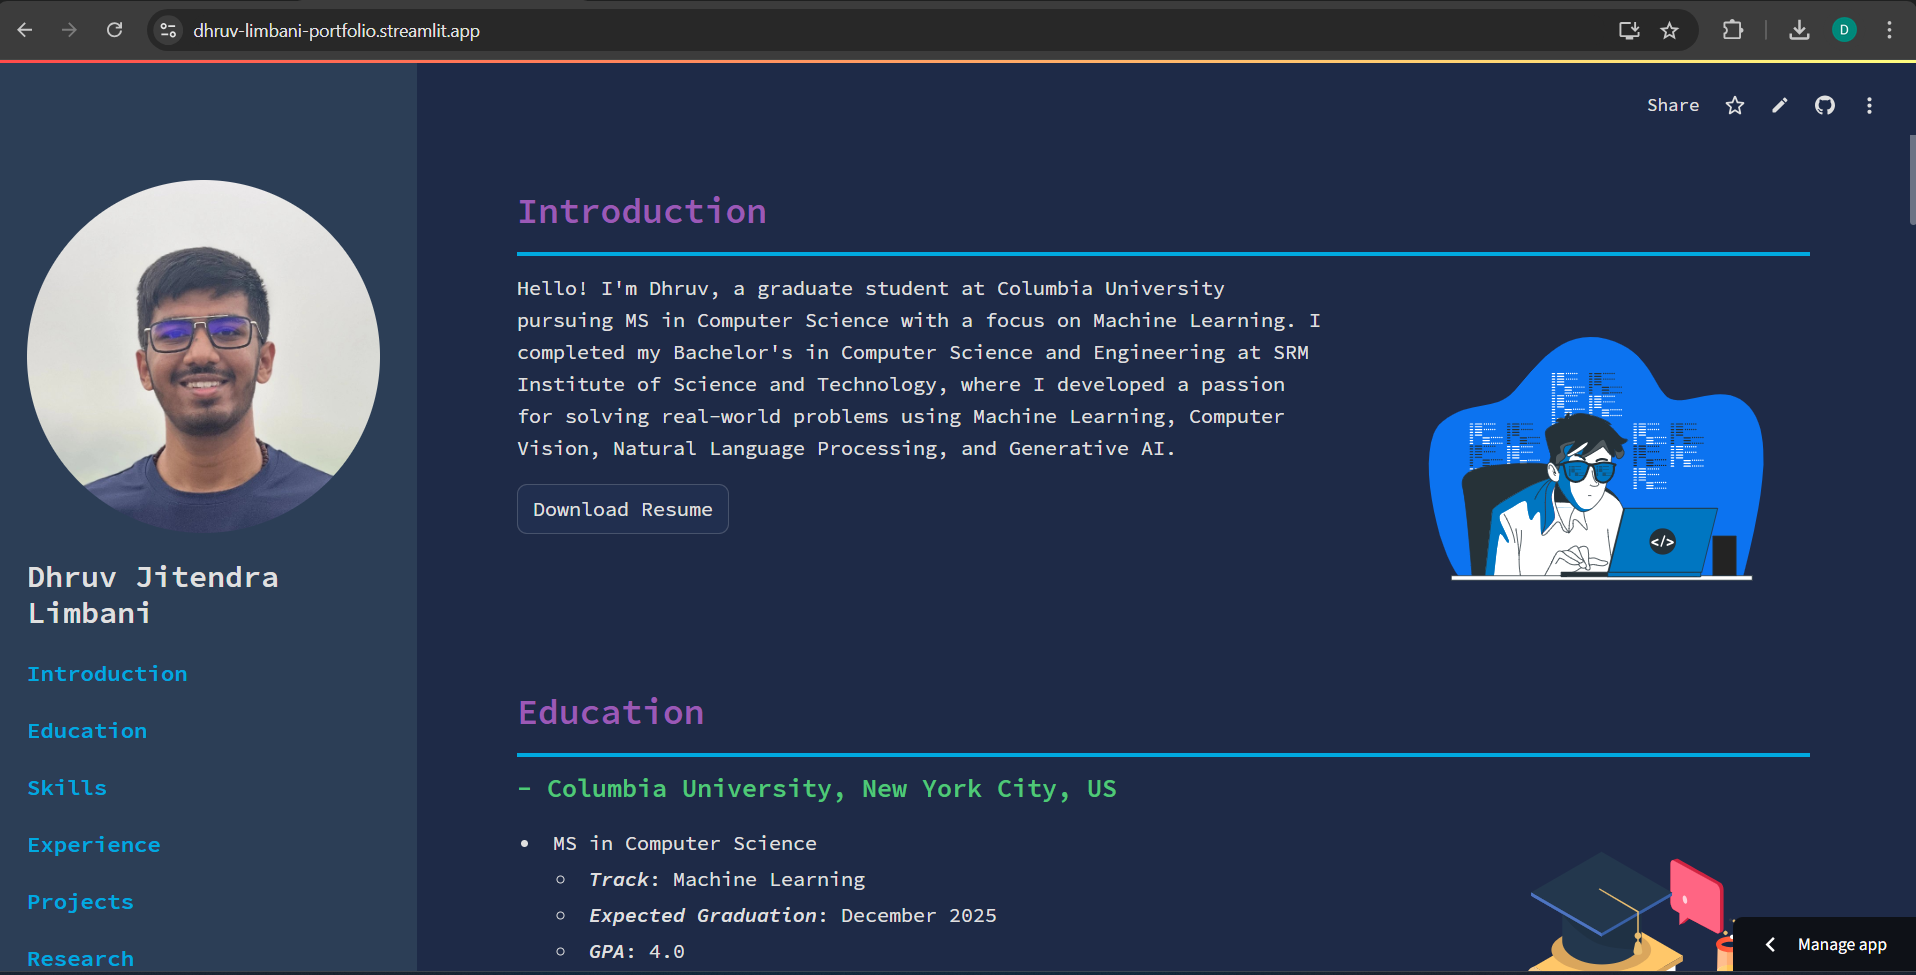 dhruv-limbani-portfolio.streamlit.app
D
Share
Introduction
Hello! I'm Dhruv, a graduate student at Columbia University
pursuing MS in Computer Science with a focus on Machine Learning. I
completed my Bachelor's in Computer Science and Engineering at SRM
Institute of Science and Technology, where I developed a passion
for solving real-world problems using Machine Learning, Computer
Vision, Natural Language Processing, and Generative AI.
Download Resume
</>
Dhruv Jitendra
Limbani
Introduction
Education
Skills
Experience
Projects
Research
Education
- Columbia University, New York City, US
• MS in Computer Science
○ Track: Machine Learning
○ Expected Graduation: December 2025
○ GPA: 4.0
Manage app